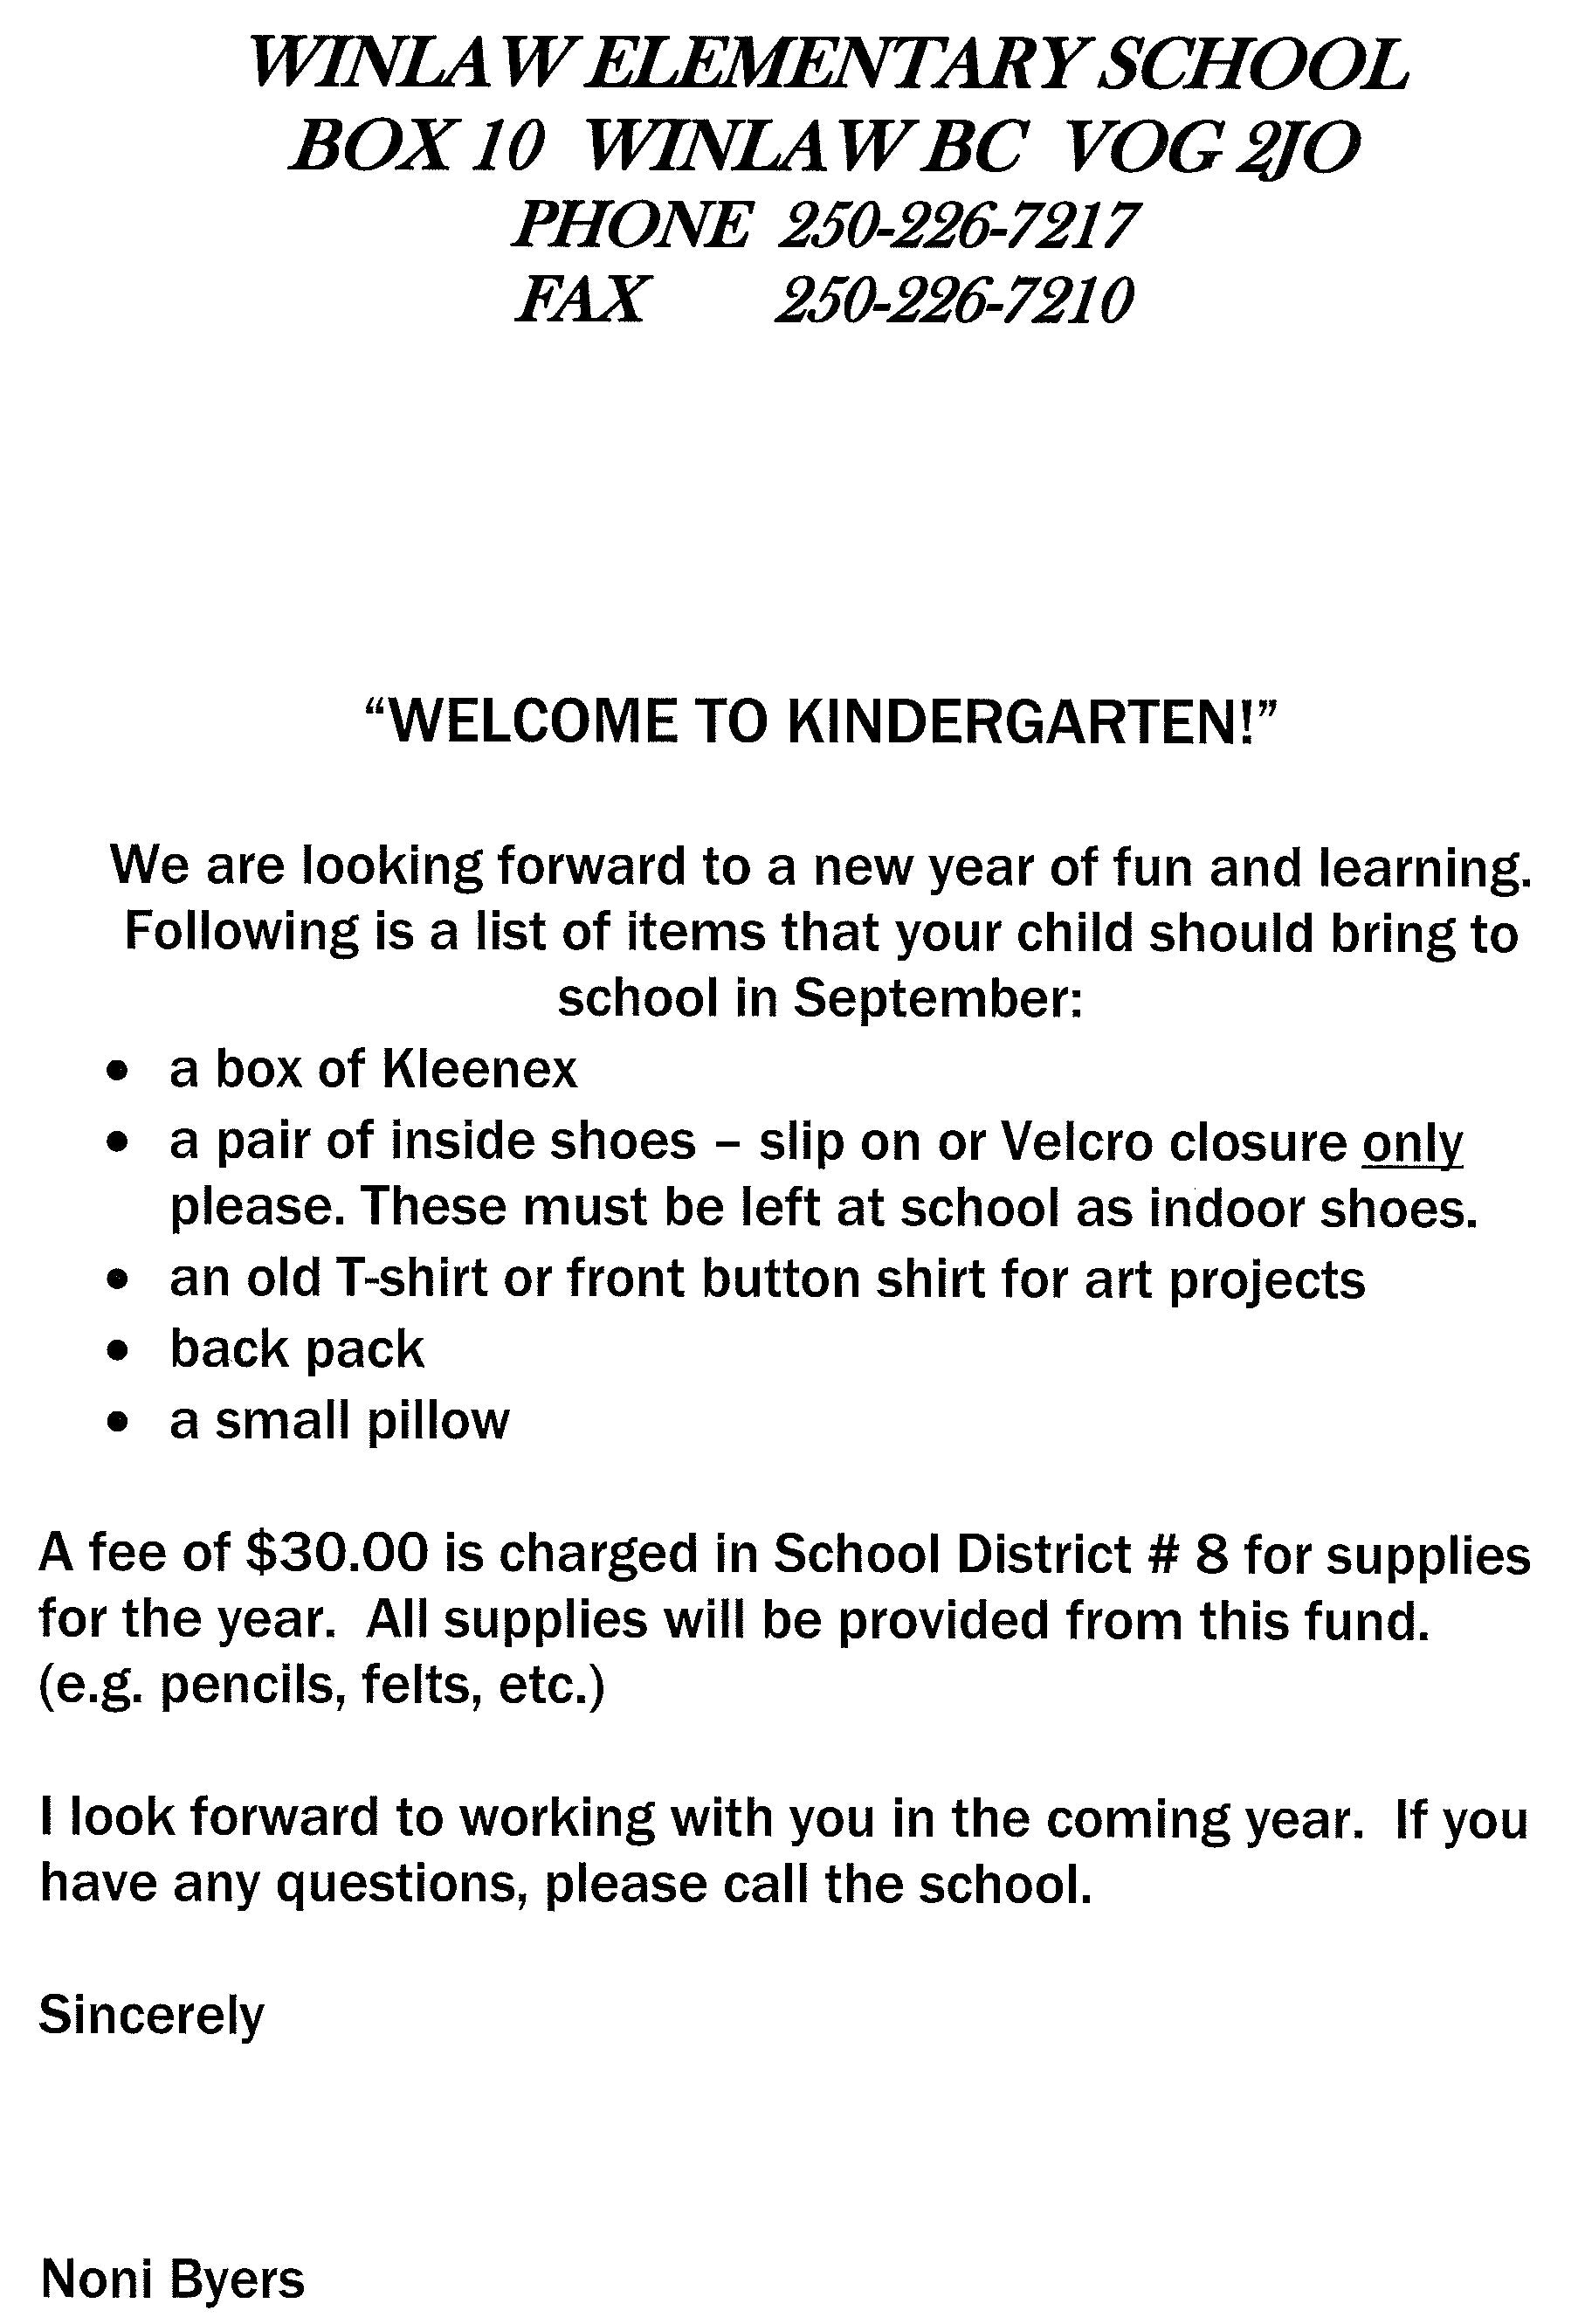 WINLAW ELEMENTARY SCHOOL
BOX 10 WINLAW BC VOG 2JO
PHONE 250-226-7217
FAX 250-226-7210
“WELCOME TO KINDERGARTEN!”
We are looking forward to a new year of fun and learning.
Following is a list of items that your child should bring to
school in September:
• a box of Kleenex
• a pair of inside shoes – slip on or Velcro closure only
please. These must be left at school as indoor shoes.
• an old T-shirt or front button shirt for art projects
• back pack
• a small pillow
A fee of $30.00 is charged in School District # 8 for supplies
for the year. All supplies will be provided from this fund.
(e.g. pencils, felts, etc.)
I look forward to working with you in the coming year. If you
have any questions, please call the school.
Sincerely
Noni Byers